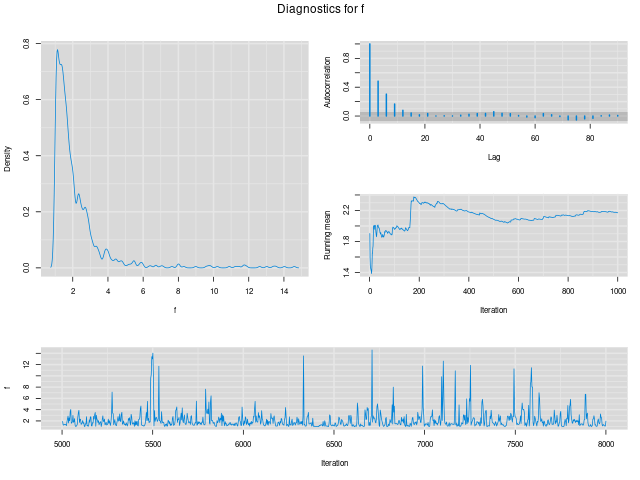 Diagnostics for f
Density
0.0
0.2
0.4
0.6
0.8
2 4 6 8 10 12 14
f
Autocorrelation
0.0
0.4
0.8
0 20 40 60 80
Lag
Running mean
1.4
1.8
2.2
0 200 400 600 800 1000
Iteration
f
2
4
6
8
12
5000 5500 6000 6500 7000 7500 8000
Iteration